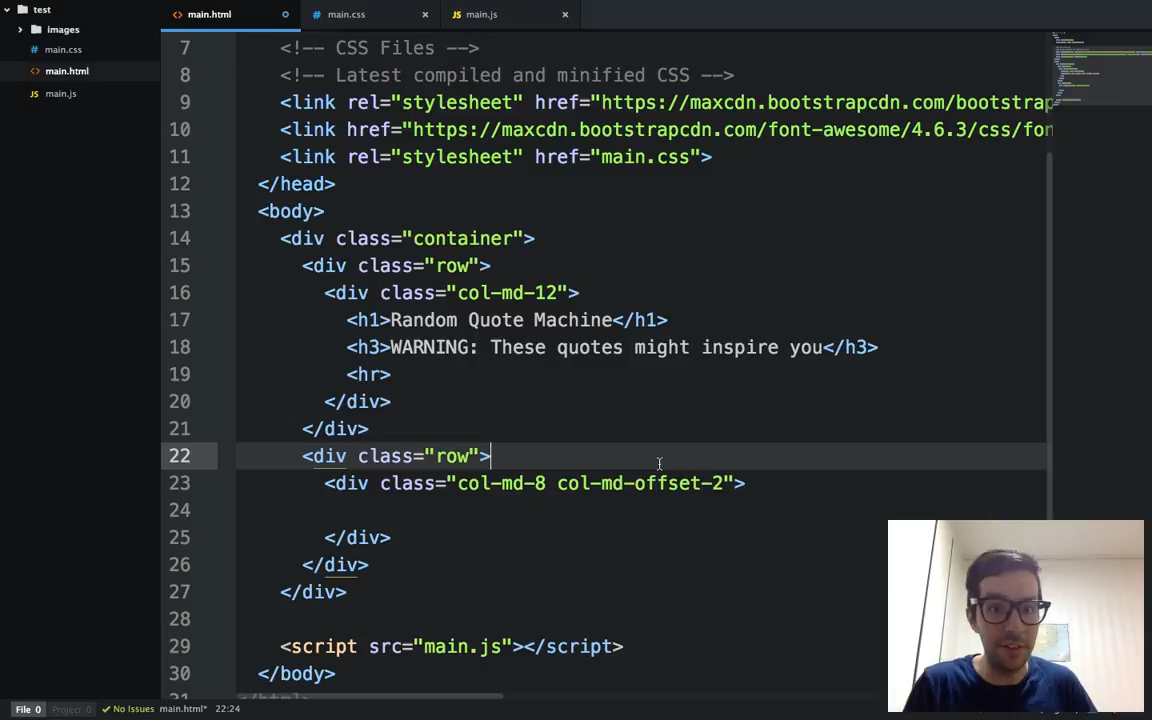 test
images
main.css
main.html
main.js
main.html
main.css
main.js
7 <!-- CSS Files -->
8 <!-- Latest compiled and minified CSS -->
9 <link rel="stylesheet" href="https://maxcdn.bootstrapcdn.com/bootstrap
10 <link href="https://maxcdn.bootstrapcdn.com/font-awesome/4.6.3/css/fon
11 <link rel="stylesheet" href="main.css">
12 </head>
13 <body>
14 <div class="container">
15 <div class="row">
16 <div class="col-md-12">
17 <h1>Random Quote Machine</h1>
18 <h3>WARNING: These quotes might inspire you</h3>
19 <hr>
20 </div>
21 </div>
22 <div class="row">
23 <div class="col-md-8 col-md-offset-2">
24
25 </div>
26 </div>
27 </div>
28
29 <script src="main.js"></script>
30 </body>
31 </html>
File 0 Project 0 No Issues main.html* 22:24